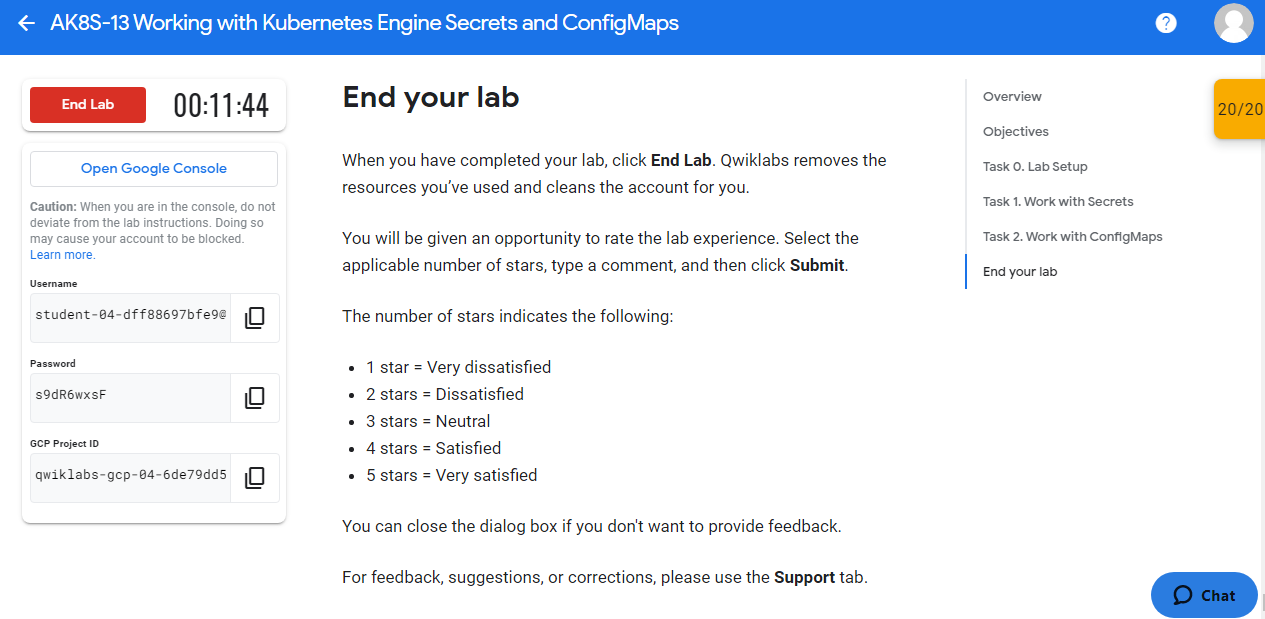 AK8S-13 Working with Kubernetes Engine Secrets and ConfigMaps
?
End Lab
00:11:44
Open Google Console
Caution: When you are in the console, do not
deviate from the lab instructions. Doing so
may cause your account to be blocked.
Learn more.
Username
student-04-dff88697bfe9@
Password
s9dR6wxsF
GCP Project ID
qwiklabs-gcp-04-6de79dd5
End your lab
When you have completed your lab, click End Lab. Qwiklabs removes the
resources you’ve used and cleans the account for you.
You will be given an opportunity to rate the lab experience. Select the
applicable number of stars, type a comment, and then click Submit.
The number of stars indicates the following:
• 1 star = Very dissatisfied
• 2 stars = Dissatisfied
• 3 stars = Neutral
• 4 stars = Satisfied
• 5 stars = Very satisfied
You can close the dialog box if you don't want to provide feedback.
For feedback, suggestions, or corrections, please use the Support tab.
Overview
Objectives
Task 0. Lab Setup
Task 1. Work with Secrets
Task 2. Work with ConfigMaps
End your lab
20/20
Chat